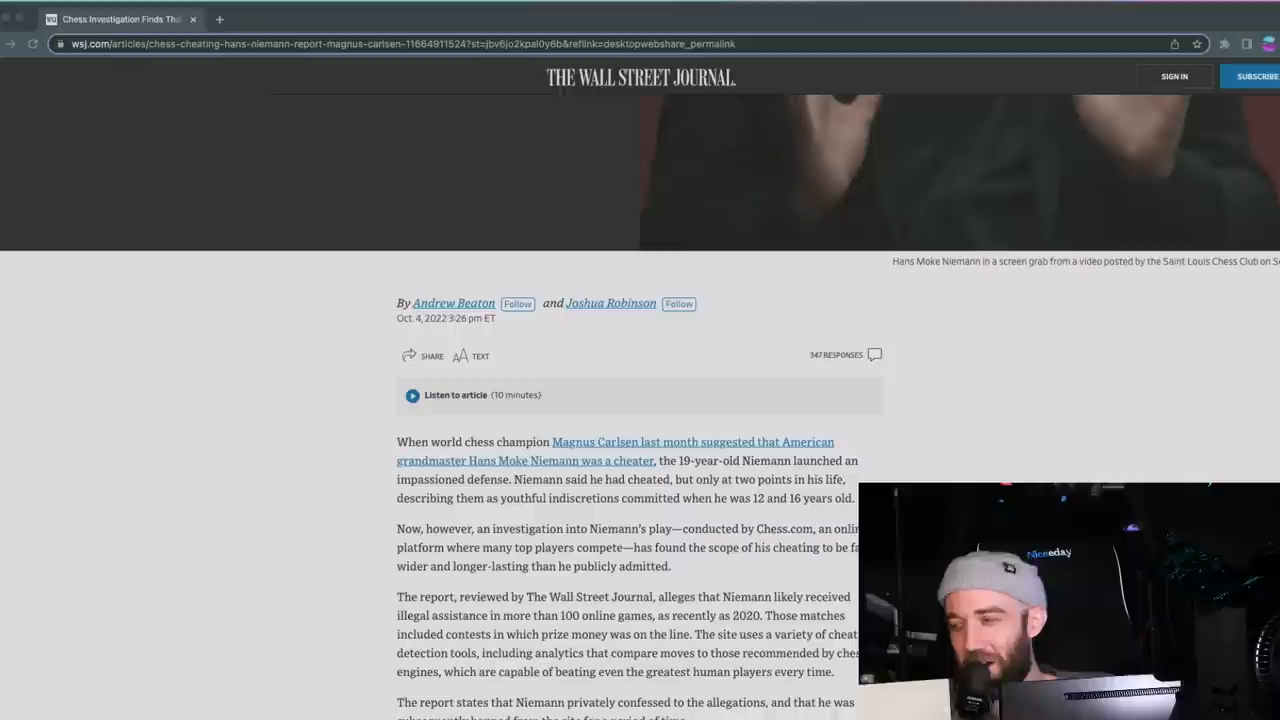 Chess Investigation Finds Tha
wsj.com/articles/chess-cheating-hans-niemann-report-magnus-carlsen-11664911524?st=jbv6jo2kpal0y6b&reflink=desktopwebshare_permalink
THE WALL STREET JOURNAL.
SIGN IN
SUBSCRIBE
Hans Moke Niemann in a screen grab from a video posted by the Saint Louis Chess Club on S
By Andrew Beaton Follow and Joshua Robinson Follow
Oct. 4, 2022 3:26 pm ET
SHARE
TEXT
347 RESPONSES
Listen to article (10 minutes)
When world chess champion Magnus Carlsen last month suggested that American
grandmaster Hans Moke Niemann was a cheater, the 19-year-old Niemann launched an
impassioned defense. Niemann said he had cheated, but only at two points in his life,
describing them as youthful indiscretions committed when he was 12 and 16 years old.
Now, however, an investigation into Niemann's play—conducted by Chess.com, an onlin
platform where many top players compete—has found the scope of his cheating to be fa
wider and longer-lasting than he publicly admitted.
The report, reviewed by The Wall Street Journal, alleges that Niemann likely received
illegal assistance in more than 100 online games, as recently as 2020. Those matches
included contests in which prize money was on the line. The site uses a variety of cheat
detection tools, including analytics that compare moves to those recommended by ches
engines, which are capable of beating even the greatest human players every time.
The report states that Niemann privately confessed to the allegations, and that he was
subsequently banned from the site for a period of time.
Niceday